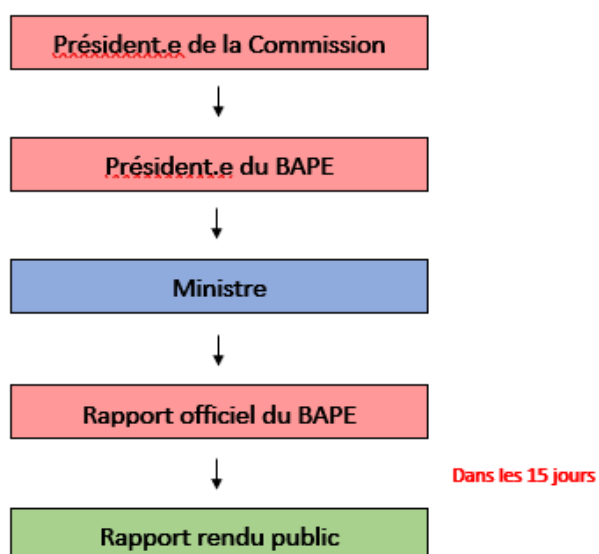 Président.e de la Commission
Président.e du BAPE
Ministre
Rapport officiel du BAPE
Dans les 15 jours
Rapport rendu public